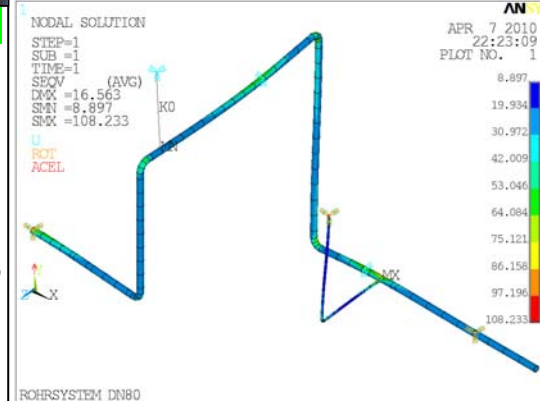 1
NODAL SOLUTION
STEP=1
SUB =1
TIME=1
SEQV (AVG)
DMX =16.563
SMN =8.897
SMX =108.233
U
ROT
ACEL
AN
APR 7 2010
22:23:09
PLOT NO. 1
8.897
19.934
30.972
42.009
53.046
64.084
75.121
86.158
97.196
108.233
K0
MX
X
ROHRSYSTEM DN80